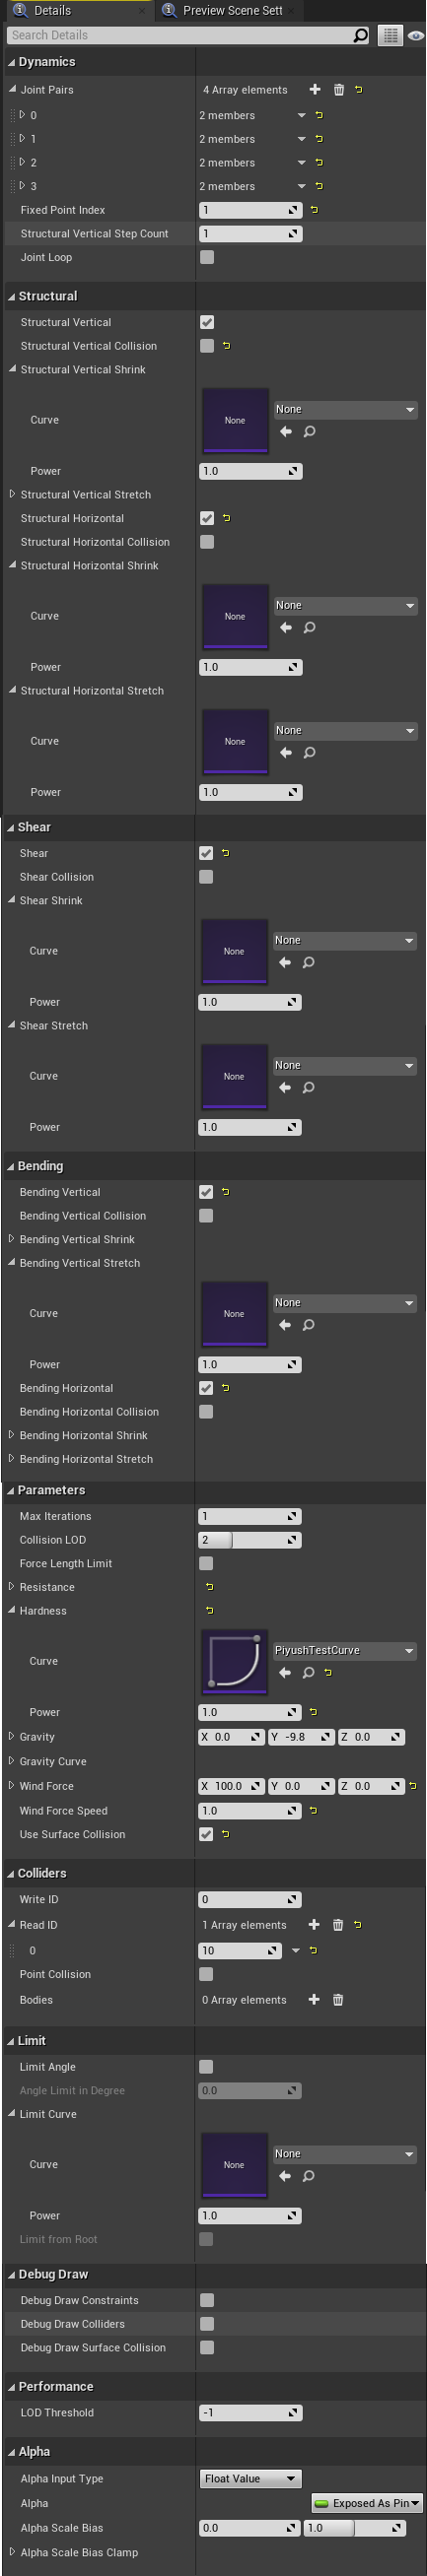 Details
Preview Scene Sett
Search Details
Dynamics
Joint Pairs 4 Array elements
0 2 members
1 2 members
2 2 members
3 2 members
Fixed Point Index 1
Structural Vertical Step Count 1
Joint Loop
Structural
Structural Vertical
Structural Vertical Collision
Structural Vertical Shrink
None
Curve None
Power 1.0
Structural Vertical Stretch
Structural Horizontal
Structural Horizontal Collision
Structural Horizontal Shrink
None
Curve None
Power 1.0
Structural Horizontal Stretch
None
Curve None
Power 1.0
Shear
Shear
Shear Collision
Shear Shrink
None
Curve None
Power 1.0
Shear Stretch
None
Curve None
Power 1.0
Bending
Bending Vertical
Bending Vertical Collision
Bending Vertical Shrink
Bending Vertical Stretch
None
Curve None
Power 1.0
Bending Horizontal
Bending Horizontal Collision
Bending Horizontal Shrink
Bending Horizontal Stretch
Parameters
Max Iterations 1
Collision LOD 2
Force Length Limit
Resistance
Hardness
PiyushTestCurve
Curve
Power 1.0
Gravity X 0.0 Y -9.8 Z 0.0
Gravity Curve
Wind Force X 100.0 Y 0.0 Z 0.0
Wind Force Speed 1.0
Use Surface Collision
Colliders
Write ID 0
Read ID 1 Array elements
0 10
Point Collision
Bodies 0 Array elements
Limit
Limit Angle
Angle Limit in Degree 0.0
Limit Curve
None
Curve None
Power 1.0
Limit from Root
Debug Draw
Debug Draw Constraints
Debug Draw Colliders
Debug Draw Surface Collision
Performance
LOD Threshold -1
Alpha
Alpha Input Type Float Value
Alpha Exposed As Pin
Alpha Scale Bias 0.0 1.0
Alpha Scale Bias Clamp